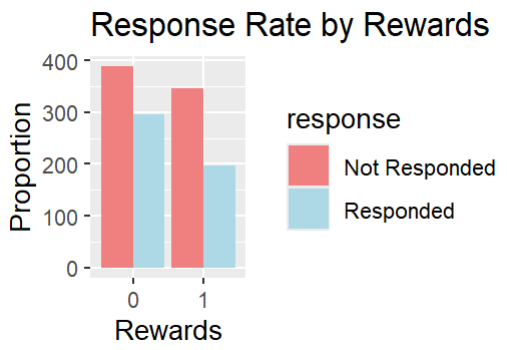 Response Rate by Rewards
400
300
200
100
0
Proportion
0 1
Rewards
response
Not Responded
Responded